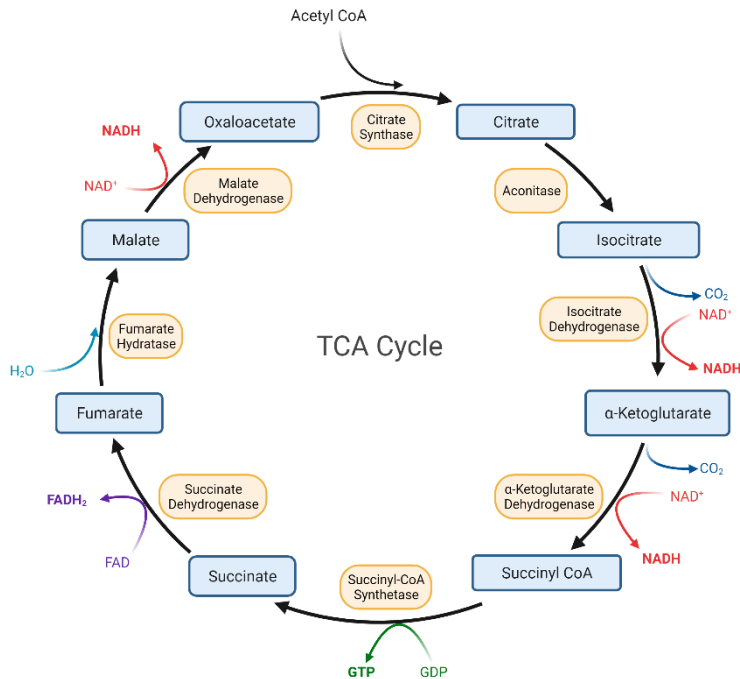 Acetyl CoA
Oxaloacetate
Citrate
Synthase
Citrate
NADH
NAD⁺
Malate
Dehydrogenase
Aconitase
Malate
Isocitrate
Isocitrate
Dehydrogenase
CO₂
NAD⁺
NADH
Fumarate
Hydratase
H₂O
TCA Cycle
Fumarate
α-Ketoglutarate
CO₂
NAD⁺
NADH
α-Ketoglutarate
Dehydrogenase
Succinate
Dehydrogenase
FADH₂
FAD
Succinate
Succinyl-CoA
Synthetase
Succinyl CoA
GTP
GDP